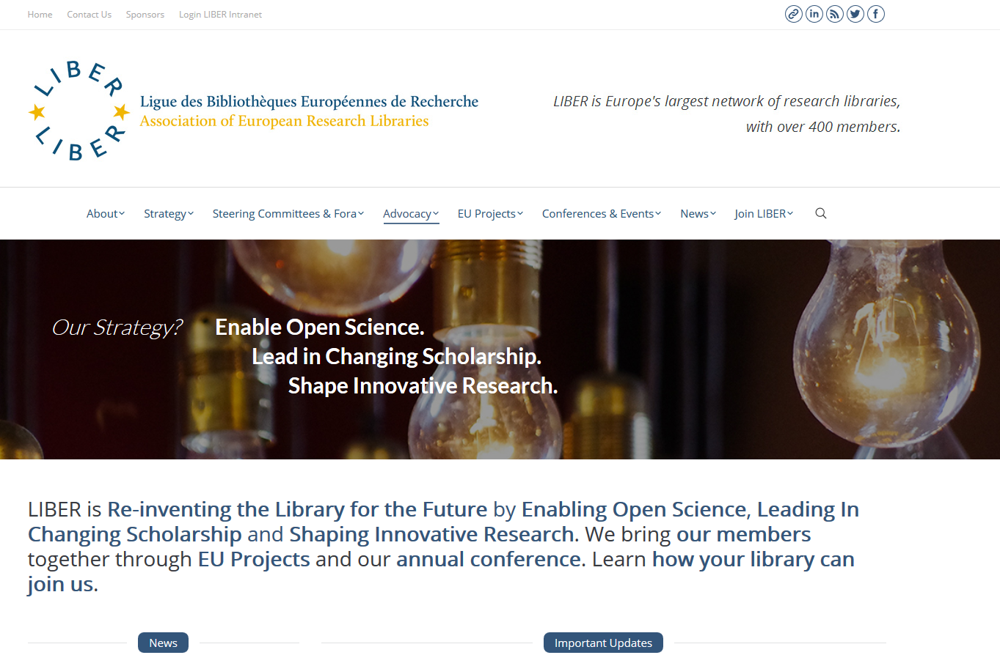 Home Contact Us Sponsors Login LIBER Intranet
LIBER
LIBER
Ligue des Bibliothèques Européennes de Recherche
Association of European Research Libraries
LIBER is Europe's largest network of research libraries,
with over 400 members.
About Strategy Steering Committees & Fora Advocacy EU Projects Conferences & Events News Join LIBER
Our Strategy? Enable Open Science.
Lead in Changing Scholarship.
Shape Innovative Research.
LIBER is Re-inventing the Library for the Future by Enabling Open Science, Leading In
Changing Scholarship and Shaping Innovative Research. We bring our members
together through EU Projects and our annual conference. Learn how your library can
join us.
News Important Updates